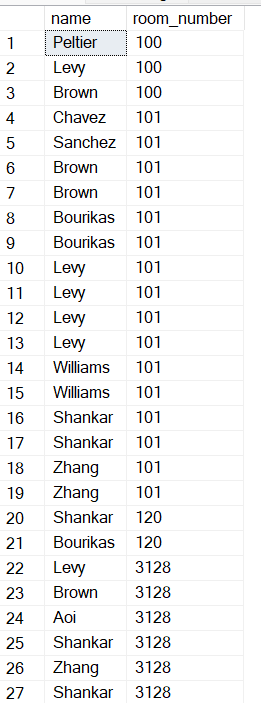 name room_number
1 Peltier 100
2 Levy 100
3 Brown 100
4 Chavez 101
5 Sanchez 101
6 Brown 101
7 Brown 101
8 Bourikas 101
9 Bourikas 101
10 Levy 101
11 Levy 101
12 Levy 101
13 Levy 101
14 Williams 101
15 Williams 101
16 Shankar 101
17 Shankar 101
18 Zhang 101
19 Zhang 101
20 Shankar 120
21 Bourikas 120
22 Levy 3128
23 Brown 3128
24 Aoi 3128
25 Shankar 3128
26 Zhang 3128
27 Shankar 3128